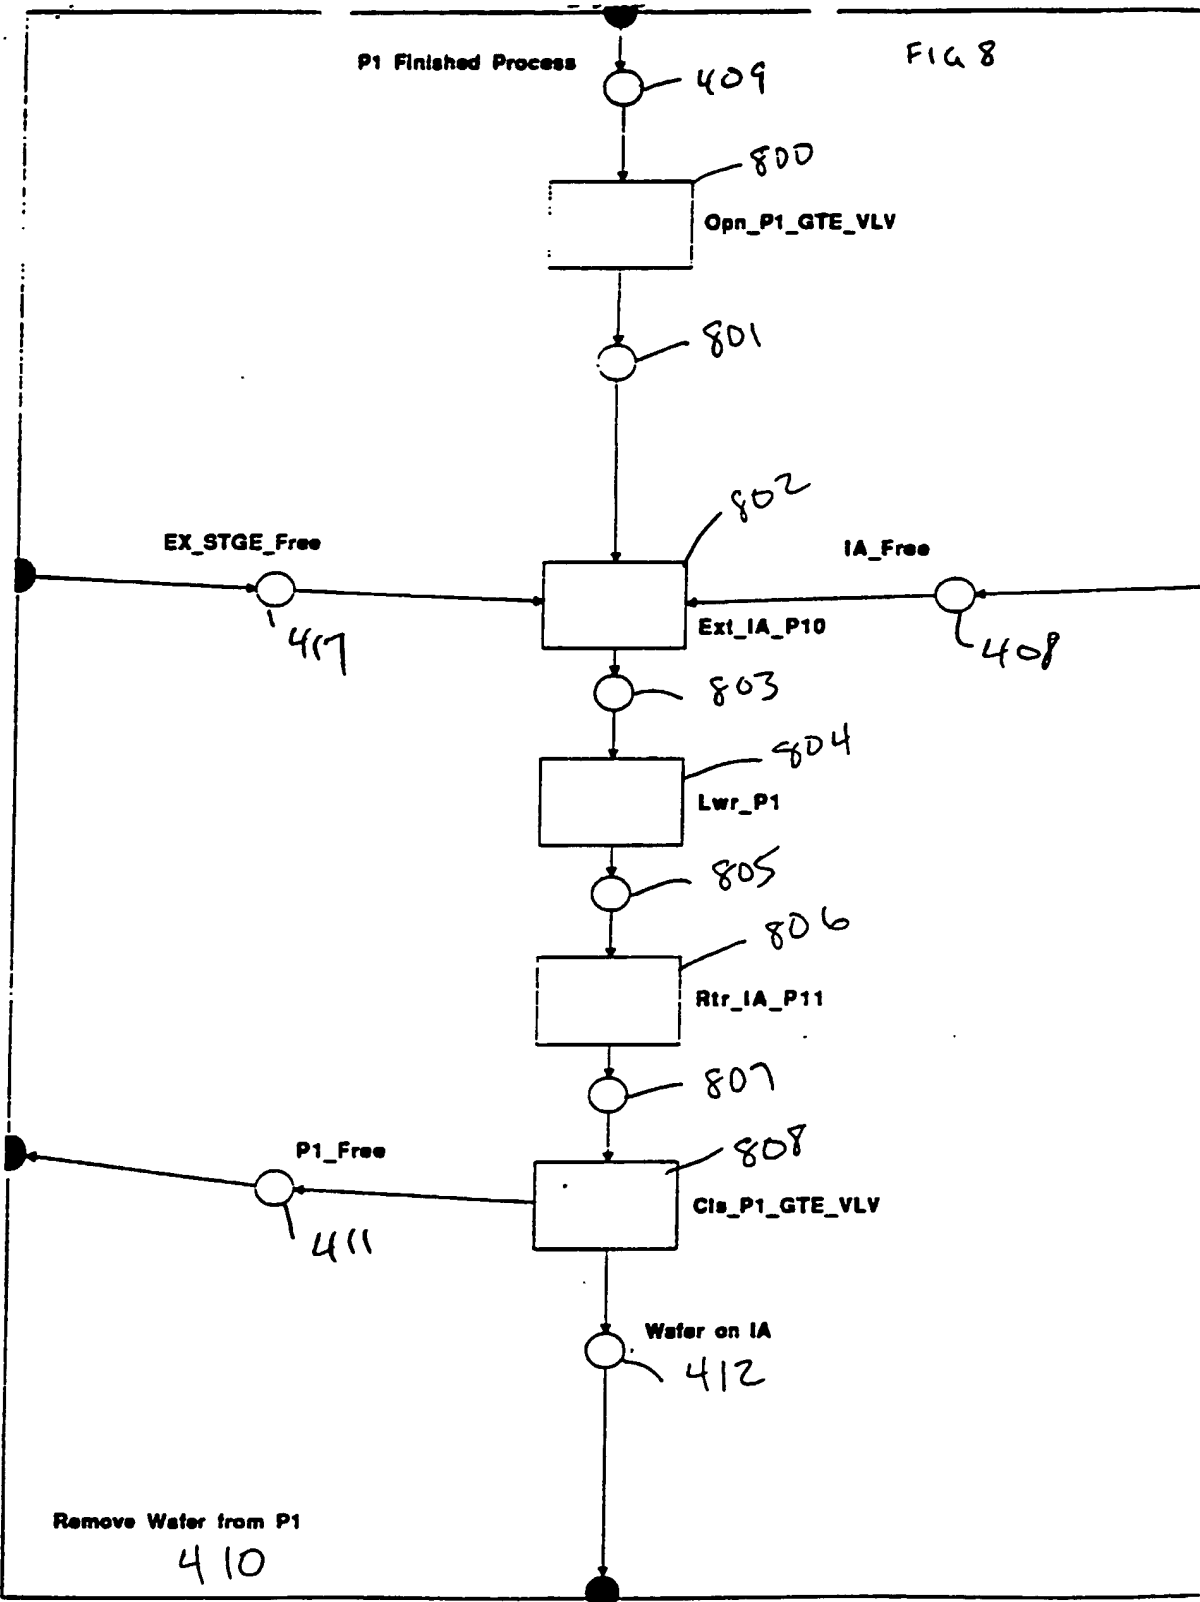 FIG 8
P1 Finished Process
409
800
Opn_P1_GTE_VLV
801
802
EX_STGE_Free
IA_Free
Ext_IA_P10
417
408
803
804
Lwr_P1
805
806
Rtr_IA_P11
807
808
P1_Free
Cls_P1_GTE_VLV
411
Wafer on IA
412
Remove Wafer from P1
410